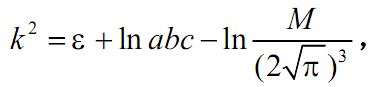 k² = ε + ln abc − ln M / (2√π)³ ,